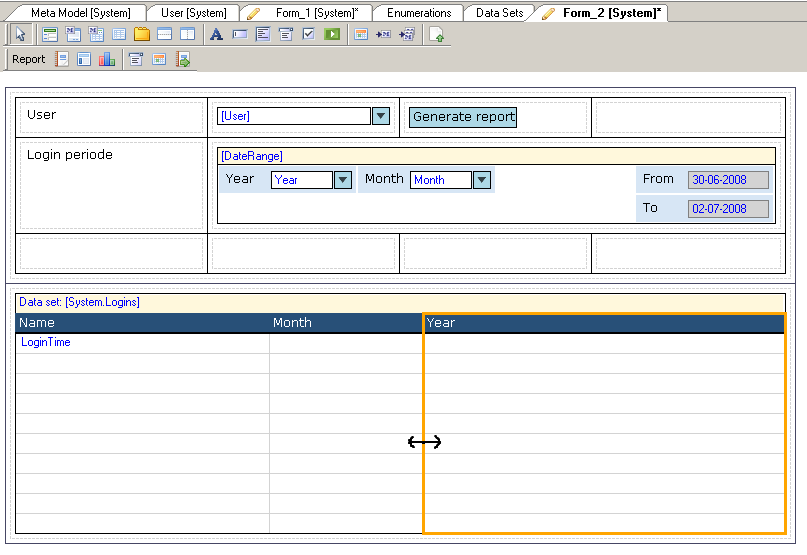 Meta Model [System] User [System] Form_1 [System]* Enumerations Data Sets Form_2 [System]*
Report
User [User] Generate report
Login periode [DateRange]
Year Year Month Month From 30-06-2008
To 02-07-2008
Data set: [System.Logins]
Name Month Year
LoginTime